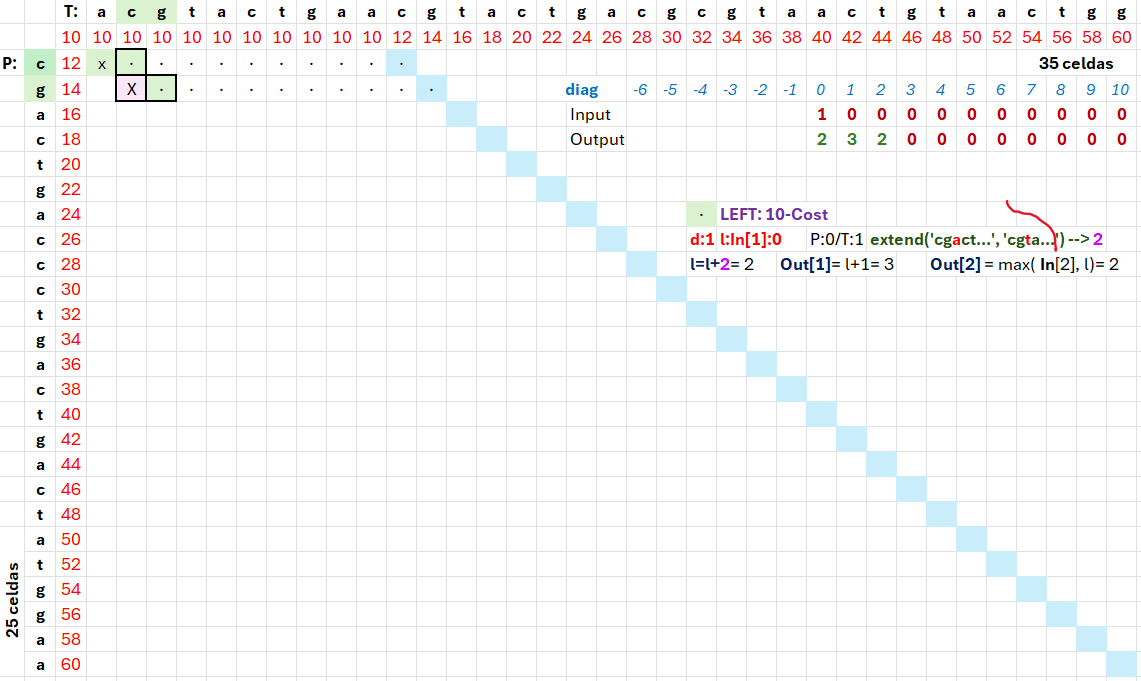 T: a c g t a c t g a a c g t a c t g a c g c g t a a c t g t a a c t g g
10 10 10 10 10 10 10 10 10 10 10 12 14 16 18 20 22 24 26 28 30 32 34 36 38 40 42 44 46 48 50 52 54 56 58 60
P: c 12 x · · · · · · · · · · 35 celdas
g 14 X · · · · · · · · · · diag -6 -5 -4 -3 -2 -1 0 1 2 3 4 5 6 7 8 9 10
a 16 Input 1 0 0 0 0 0 0 0 0 0 0
c 18 Output 2 3 2 0 0 0 0 0 0 0 0
t 20
g 22
a 24 · LEFT: 10-Cost
c 26 d:1 l:In[1]:0 P:0/T:1 extend('cgact...', 'cgta...') --> 2
c 28 l=l+2= 2 Out[1]= l+1= 3 Out[2] = max( In[2], l)= 2
c 30
t 32
g 34
a 36
c 38
t 40
g 42
a 44
c 46
t 48
a 50
t 52
g 54
g 56
a 58
a 60
25 celdas